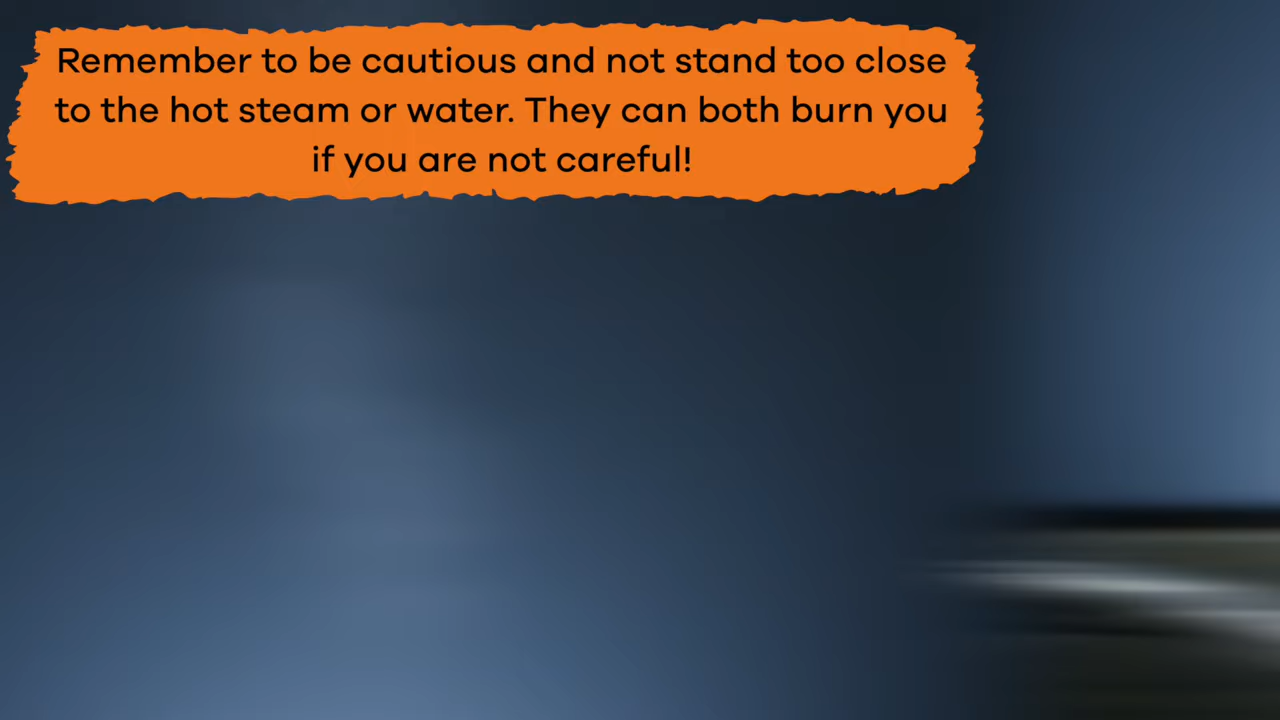 Remember to be cautious and not stand too close
to the hot steam or water. They can both burn you
if you are not careful!